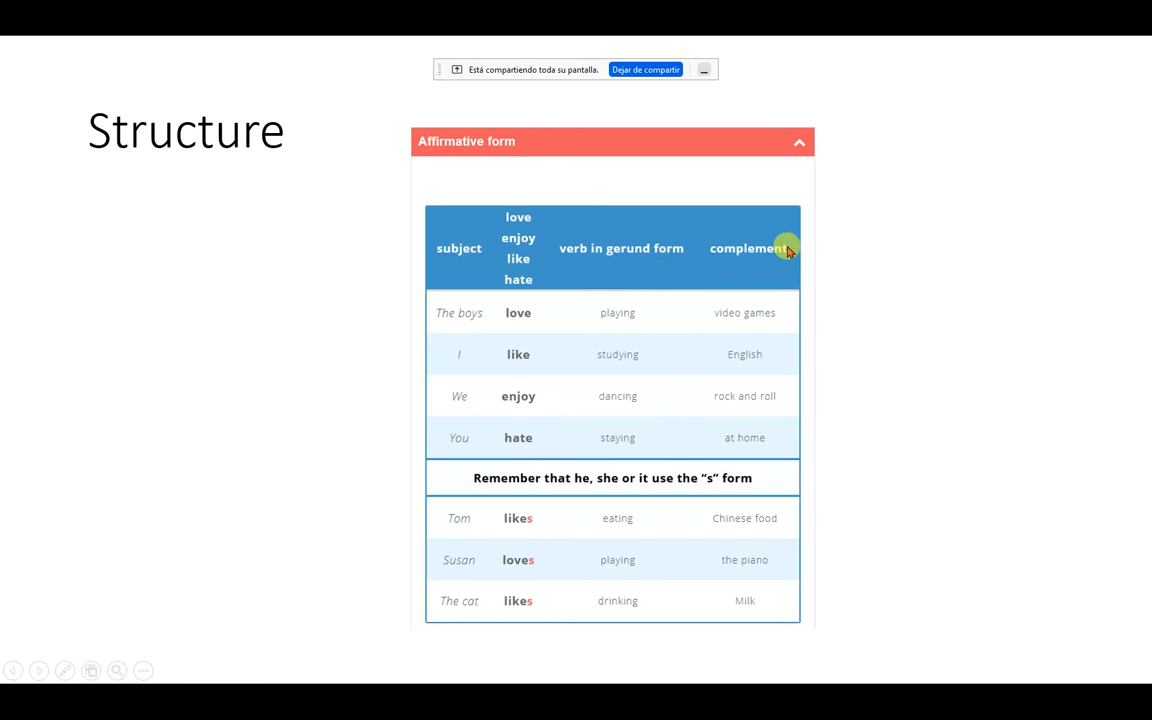 Está compartiendo toda su pantalla. Dejar de compartir
Structure
Affirmative form
subject love enjoy like hate verb in gerund form complement
The boys love playing video games
I like studying English
We enjoy dancing rock and roll
You hate staying at home
Remember that he, she or it use the “s” form
Tom likes eating Chinese food
Susan loves playing the piano
The cat likes drinking Milk